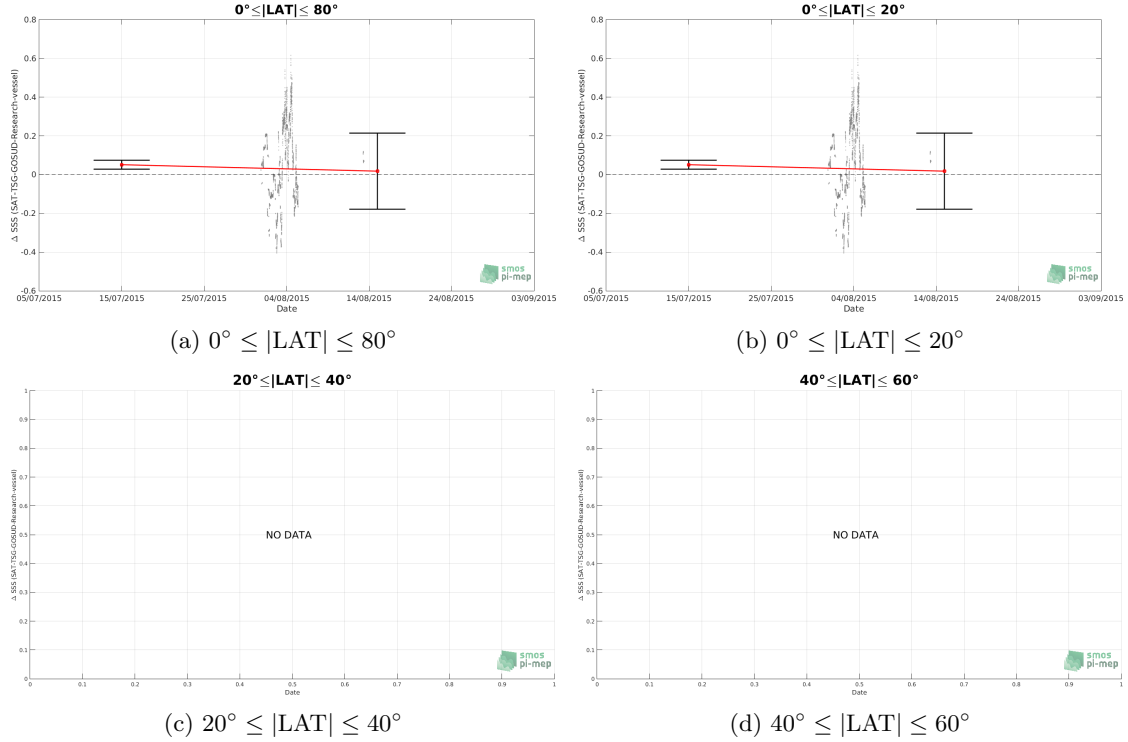 0°≤|LAT|≤ 80°
Δ SSS (SAT-TSG-GOSUD-Research-vessel)
0.8
0.6
0.4
0.2
0
-0.2
-0.4
-0.6
05/07/2015 15/07/2015 25/07/2015 04/08/2015 14/08/2015 24/08/2015 03/09/2015
Date
smos
pi-mep
(a) 0° ≤ |LAT| ≤ 80°
0°≤|LAT|≤ 20°
Δ SSS (SAT-TSG-GOSUD-Research-vessel)
0.8
0.6
0.4
0.2
0
-0.2
-0.4
-0.6
05/07/2015 15/07/2015 25/07/2015 04/08/2015 14/08/2015 24/08/2015 03/09/2015
Date
smos
pi-mep
(b) 0° ≤ |LAT| ≤ 20°
20°≤|LAT|≤ 40°
Δ SSS (SAT-TSG-GOSUD-Research-vessel)
1
0.9
0.8
0.7
0.6
0.5
0.4
0.3
0.2
0.1
0
NO DATA
0 0.1 0.2 0.3 0.4 0.5 0.6 0.7 0.8 0.9 1
Date
smos
pi-mep
(c) 20° ≤ |LAT| ≤ 40°
40°≤|LAT|≤ 60°
Δ SSS (SAT-TSG-GOSUD-Research-vessel)
1
0.9
0.8
0.7
0.6
0.5
0.4
0.3
0.2
0.1
0
NO DATA
0 0.1 0.2 0.3 0.4 0.5 0.6 0.7 0.8 0.9 1
Date
smos
pi-mep
(d) 40° ≤ |LAT| ≤ 60°